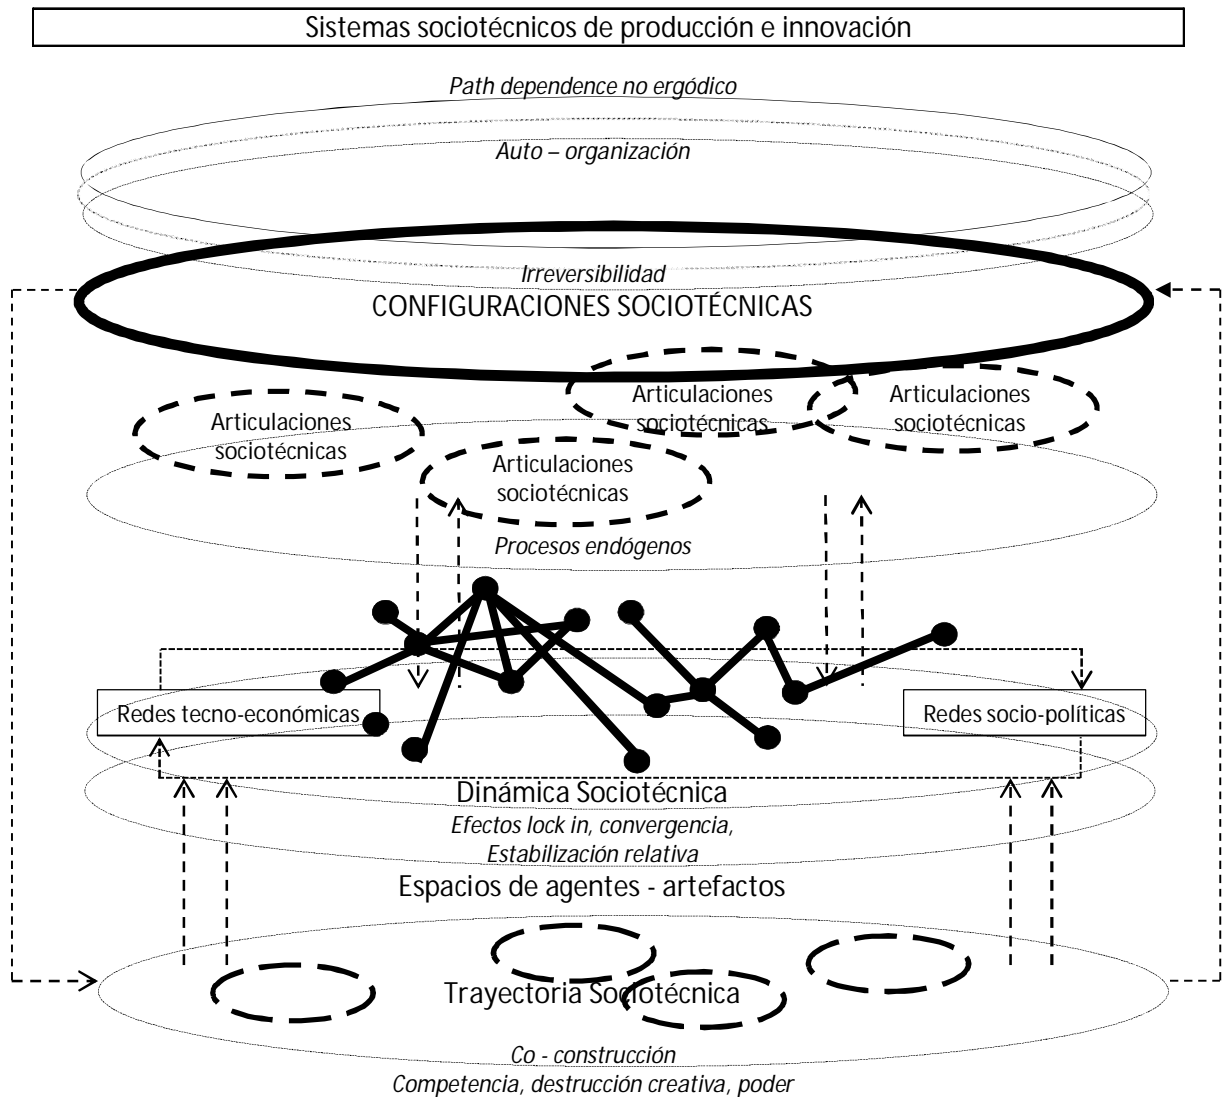 Sistemas sociotécnicos de producción e innovación
Path dependence no ergódico
Auto – organización
Irreversibilidad
CONFIGURACIONES SOCIOTÉCNICAS
Articulaciones
sociotécnicas
Articulaciones
sociotécnicas
Articulaciones
sociotécnicas
Articulaciones
sociotécnicas
Procesos endógenos
Redes tecno-económicas
Redes socio-políticas
Dinámica Sociotécnica
Efectos lock in, convergencia,
Estabilización relativa
Espacios de agentes - artefactos
Trayectoria Sociotécnica
Co - construcción
Competencia, destrucción creativa, poder